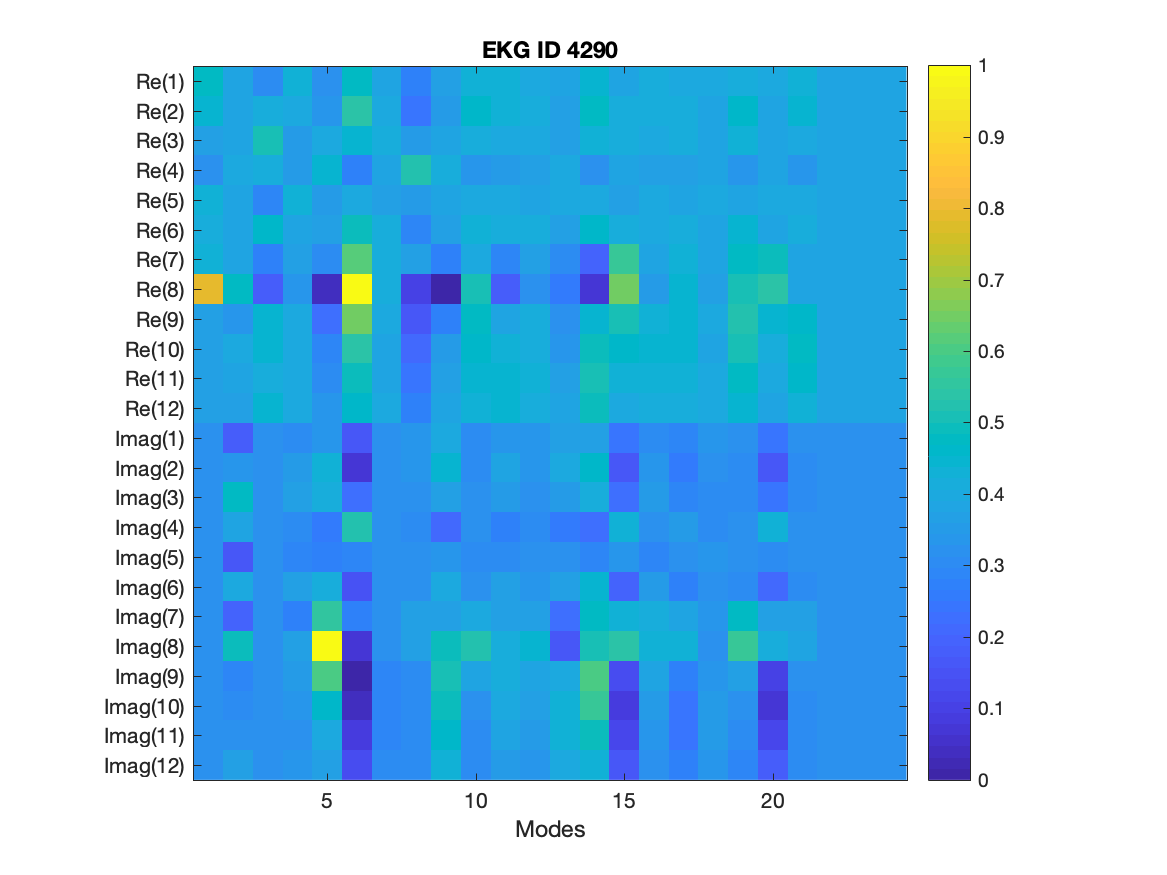 EKG ID 4290
Re(1)
Re(2)
Re(3)
Re(4)
Re(5)
Re(6)
Re(7)
Re(8)
Re(9)
Re(10)
Re(11)
Re(12)
Imag(1)
Imag(2)
Imag(3)
Imag(4)
Imag(5)
Imag(6)
Imag(7)
Imag(8)
Imag(9)
Imag(10)
Imag(11)
Imag(12)
5 10 15 20
Modes
1
0.9
0.8
0.7
0.6
0.5
0.4
0.3
0.2
0.1
0